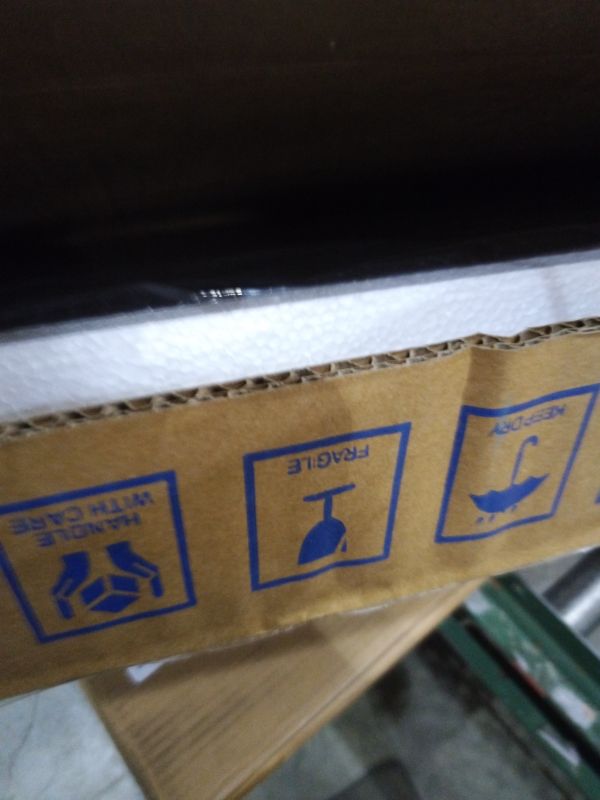 HANDLE
WITH CARE
FRAGILE
KEEP DRY